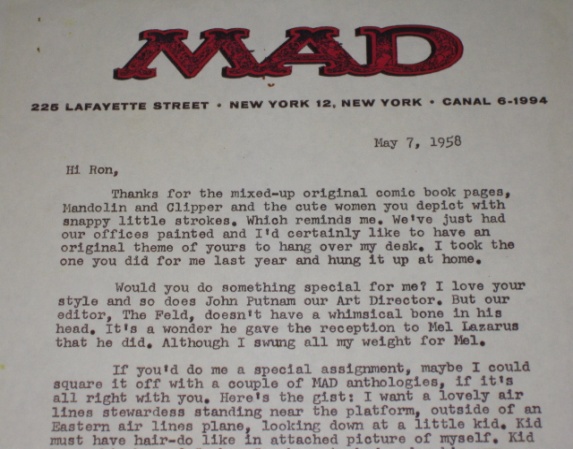 MAD
225 LAFAYETTE STREET • NEW YORK 12, NEW YORK • CANAL 6-1994
May 7, 1958
Hi Ron,
Thanks for the mixed-up original comic book pages,
Mandolin and Clipper and the cute women you depict with
snappy little strokes. Which reminds me. We've just had
our offices painted and I'd certainly like to have an
original theme of yours to hang over my desk. I took the
one you did for me last year and hung it up at home.
Would you do something special for me? I love your
style and so does John Putnam our Art Director. But our
editor, The Feld, doesn't have a whimsical bone in his
head. It's a wonder he gave the reception to Mel Lazarus
that he did. Although I swung all my weight for Mel.
If you'd do me a special assignment, maybe I could
square it off with a couple of MAD anthologies, if it's
all right with you. Here's the gist: I want a lovely air
lines stewardess standing near the platform, outside of an
Eastern air lines plane, looking down at a little kid. Kid
must have hair-do like in attached picture of myself. Kid